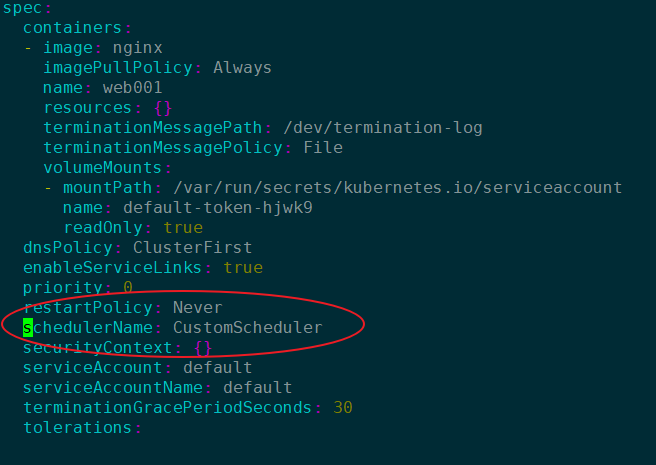 spec:
  containers:
  - image: nginx
    imagePullPolicy: Always
    name: web001
    resources: {}
    terminationMessagePath: /dev/termination-log
    terminationMessagePolicy: File
    volumeMounts:
    - mountPath: /var/run/secrets/kubernetes.io/serviceaccount
      name: default-token-hjwk9
      readOnly: true
  dnsPolicy: ClusterFirst
  enableServiceLinks: true
  priority: 0
  restartPolicy: Never
  schedulerName: CustomScheduler
  securityContext: {}
  serviceAccount: default
  serviceAccountName: default
  terminationGracePeriodSeconds: 30
  tolerations: